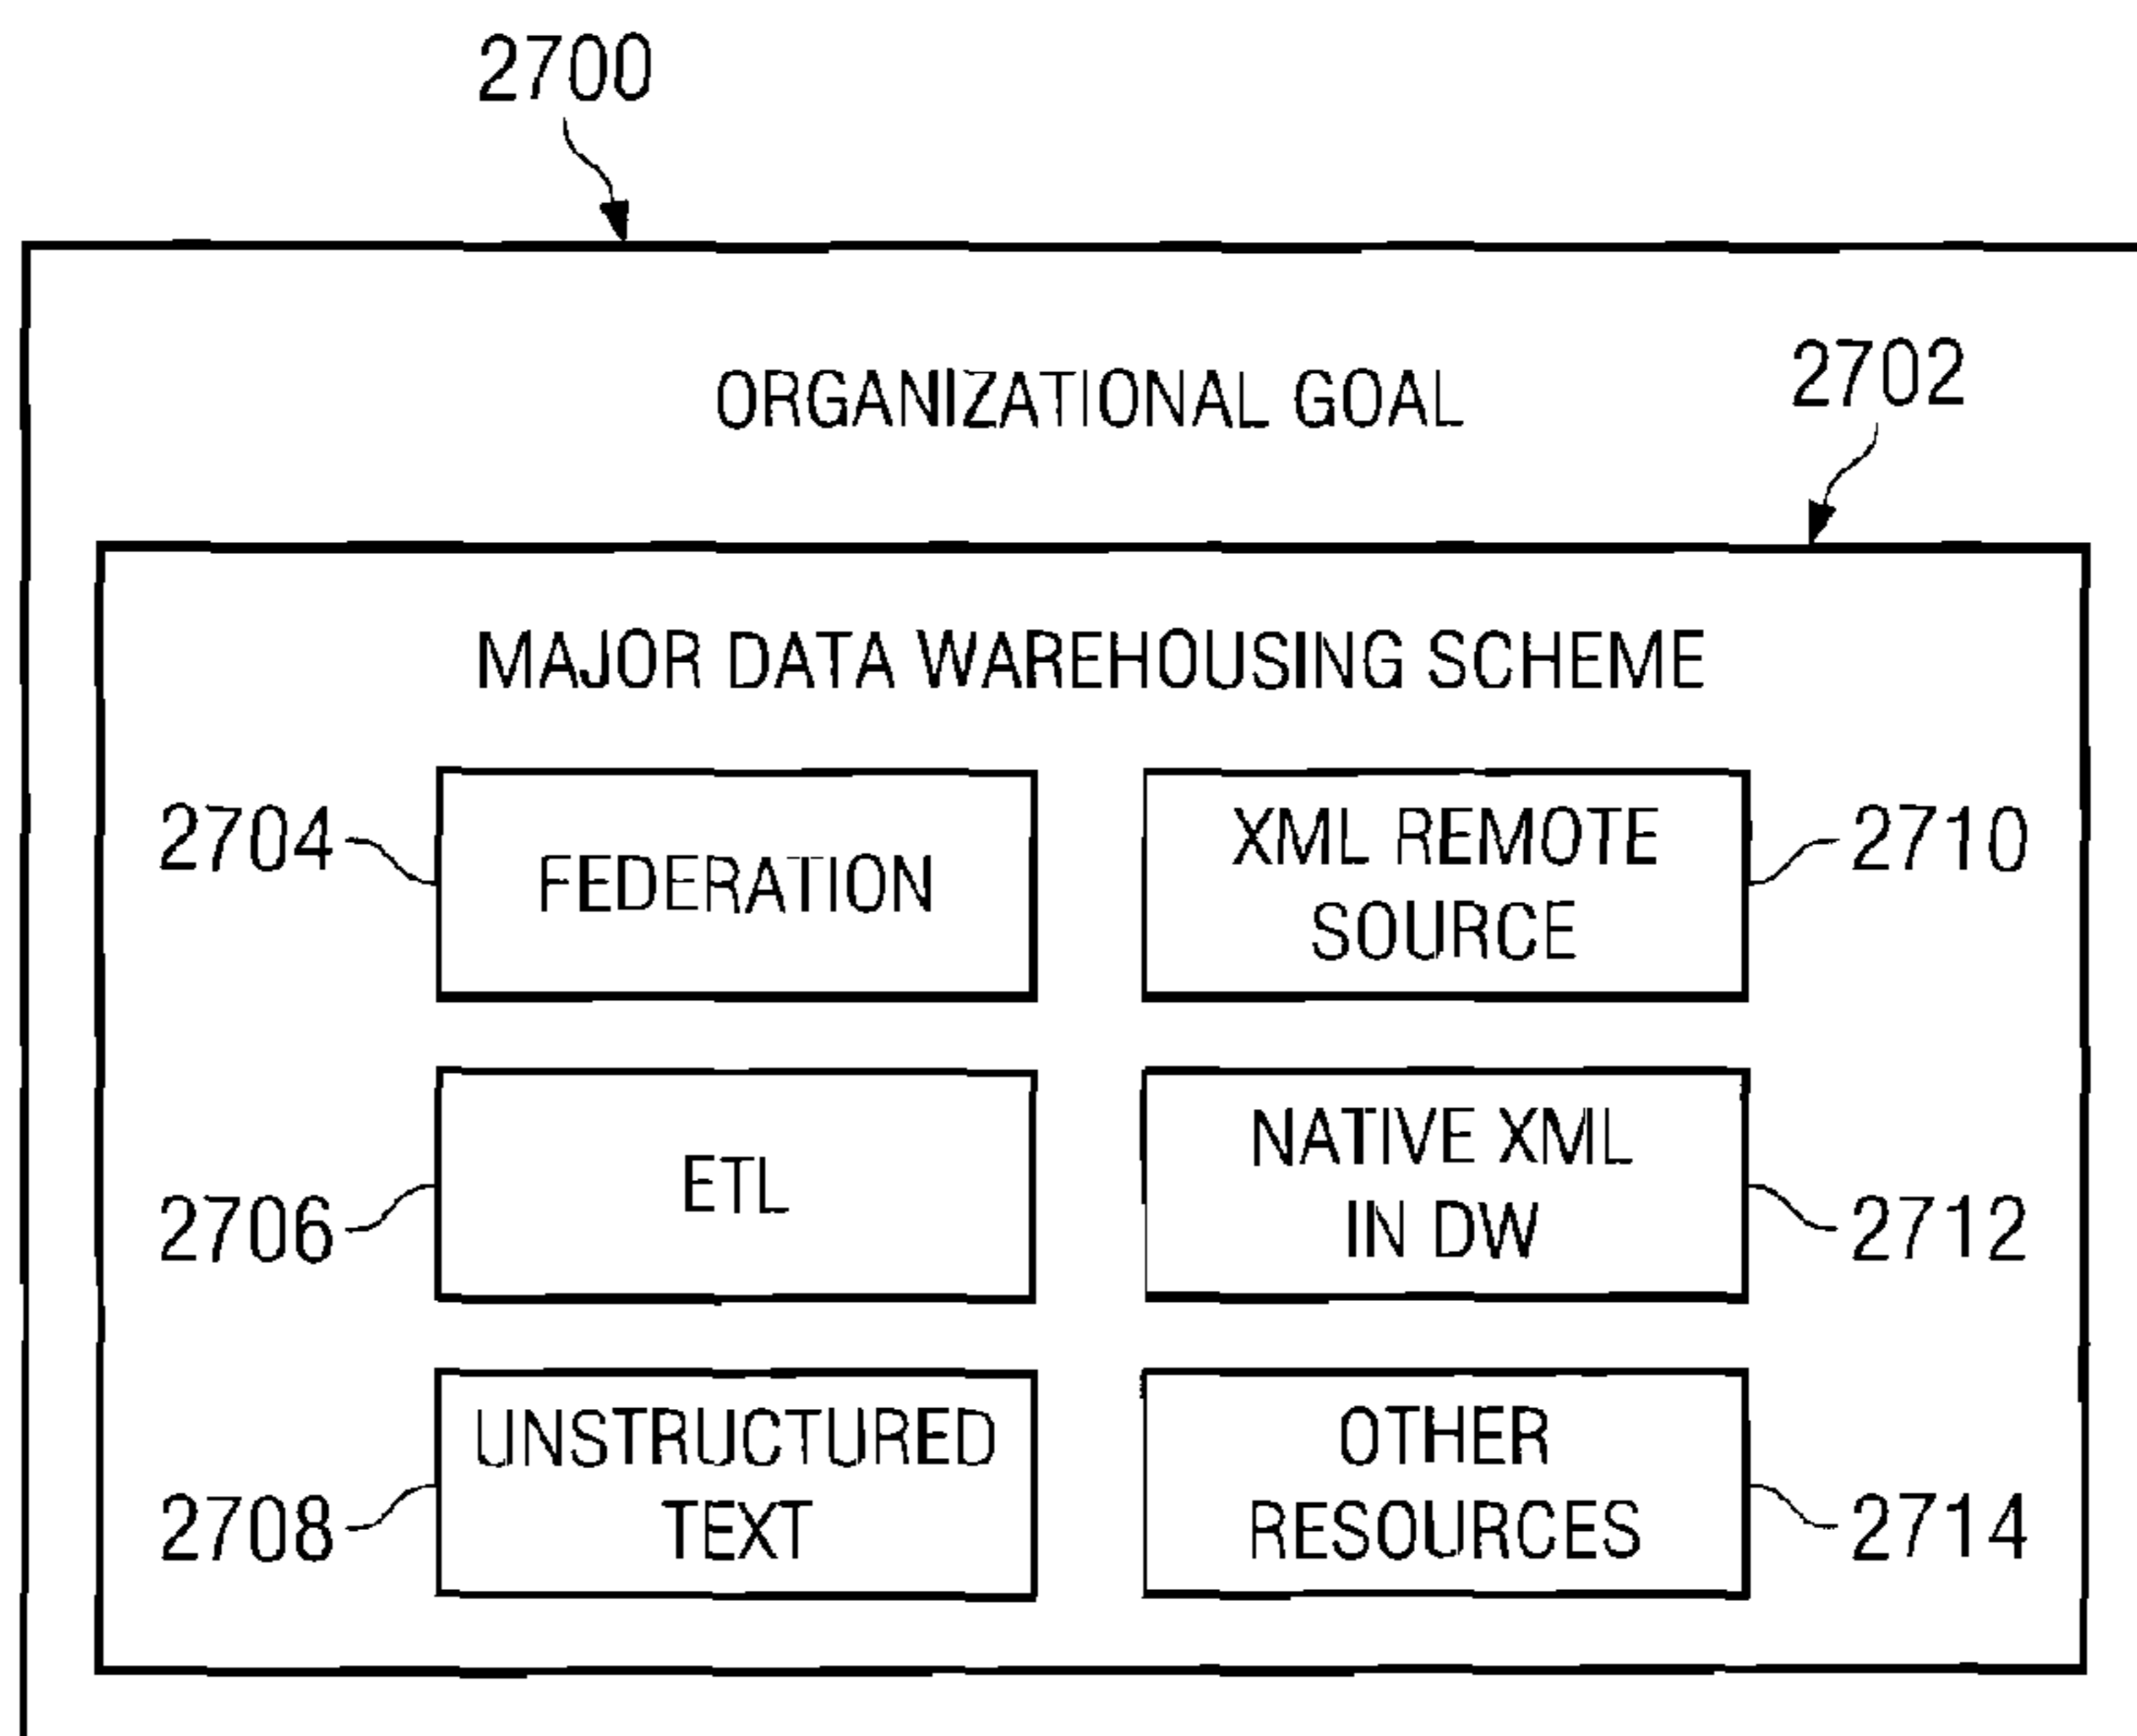 2700
ORGANIZATIONAL GOAL
2702
MAJOR DATA WAREHOUSING SCHEME
2704
FEDERATION
XML REMOTE
SOURCE
2710
2706
ETL
NATIVE XML
IN DW
2712
2708
UNSTRUCTURED
TEXT
OTHER
RESOURCES
2714